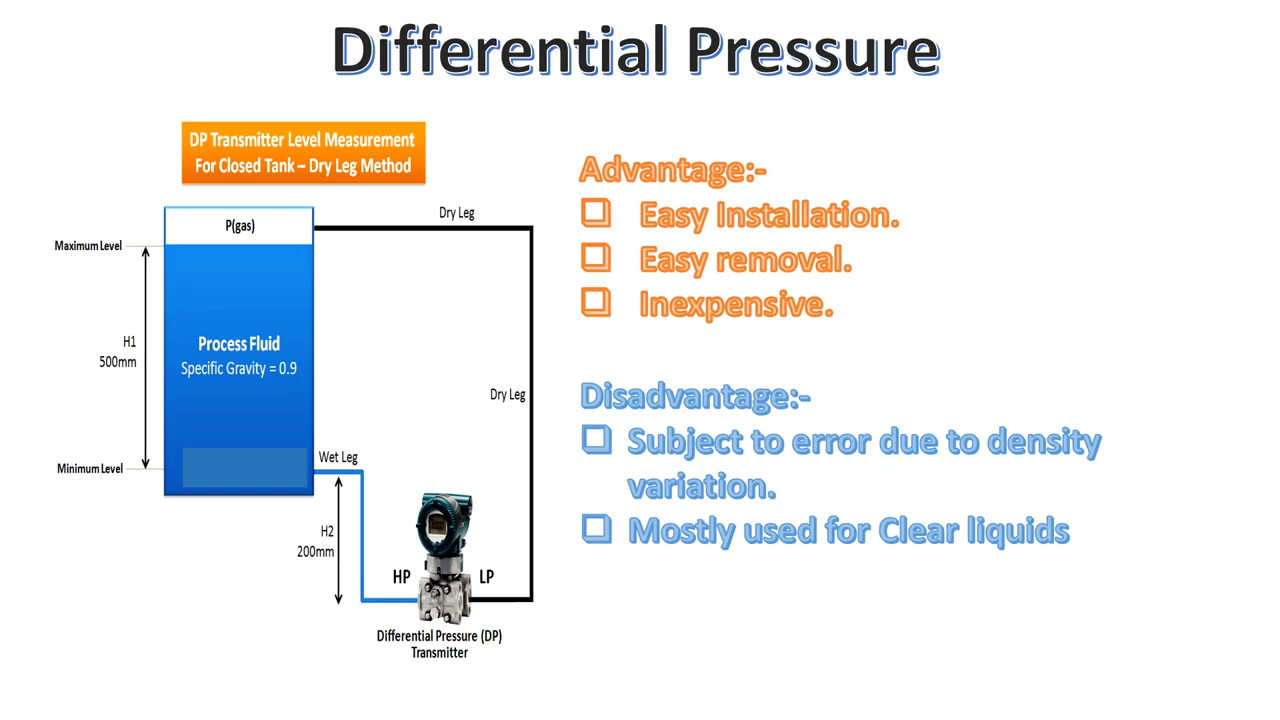 Differential Pressure
DP Transmitter Level Measurement
For Closed Tank – Dry Leg Method
P(gas)
Dry Leg
Maximum Level
H1
500mm
Process Fluid
Specific Gravity = 0.9
Dry Leg
Minimum Level
Wet Leg
H2
200mm
HP
LP
Differential Pressure (DP)
Transmitter
Advantage:-
❑ Easy Installation.
❑ Easy removal.
❑ Inexpensive.
Disadvantage:-
❑ Subject to error due to density
variation.
❑ Mostly used for Clear liquids